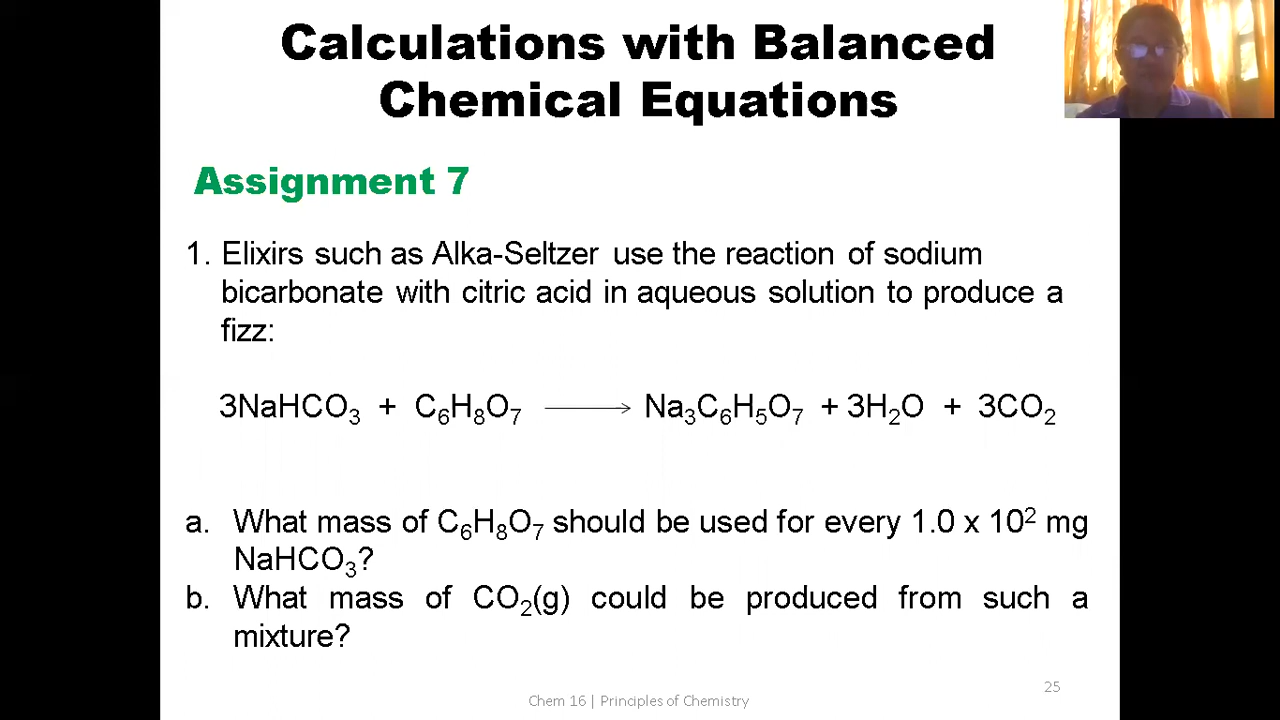 Calculations with Balanced
Chemical Equations
Assignment 7
1. Elixirs such as Alka-Seltzer use the reaction of sodium
bicarbonate with citric acid in aqueous solution to produce a
fizz:
3NaHCO₃ + C₆H₈O₇ ⟶ Na₃C₆H₅O₇ + 3H₂O + 3CO₂
a. What mass of C₆H₈O₇ should be used for every 1.0 x 10² mg
NaHCO₃?
b. What mass of CO₂(g) could be produced from such a
mixture?
25
Chem 16 | Principles of Chemistry